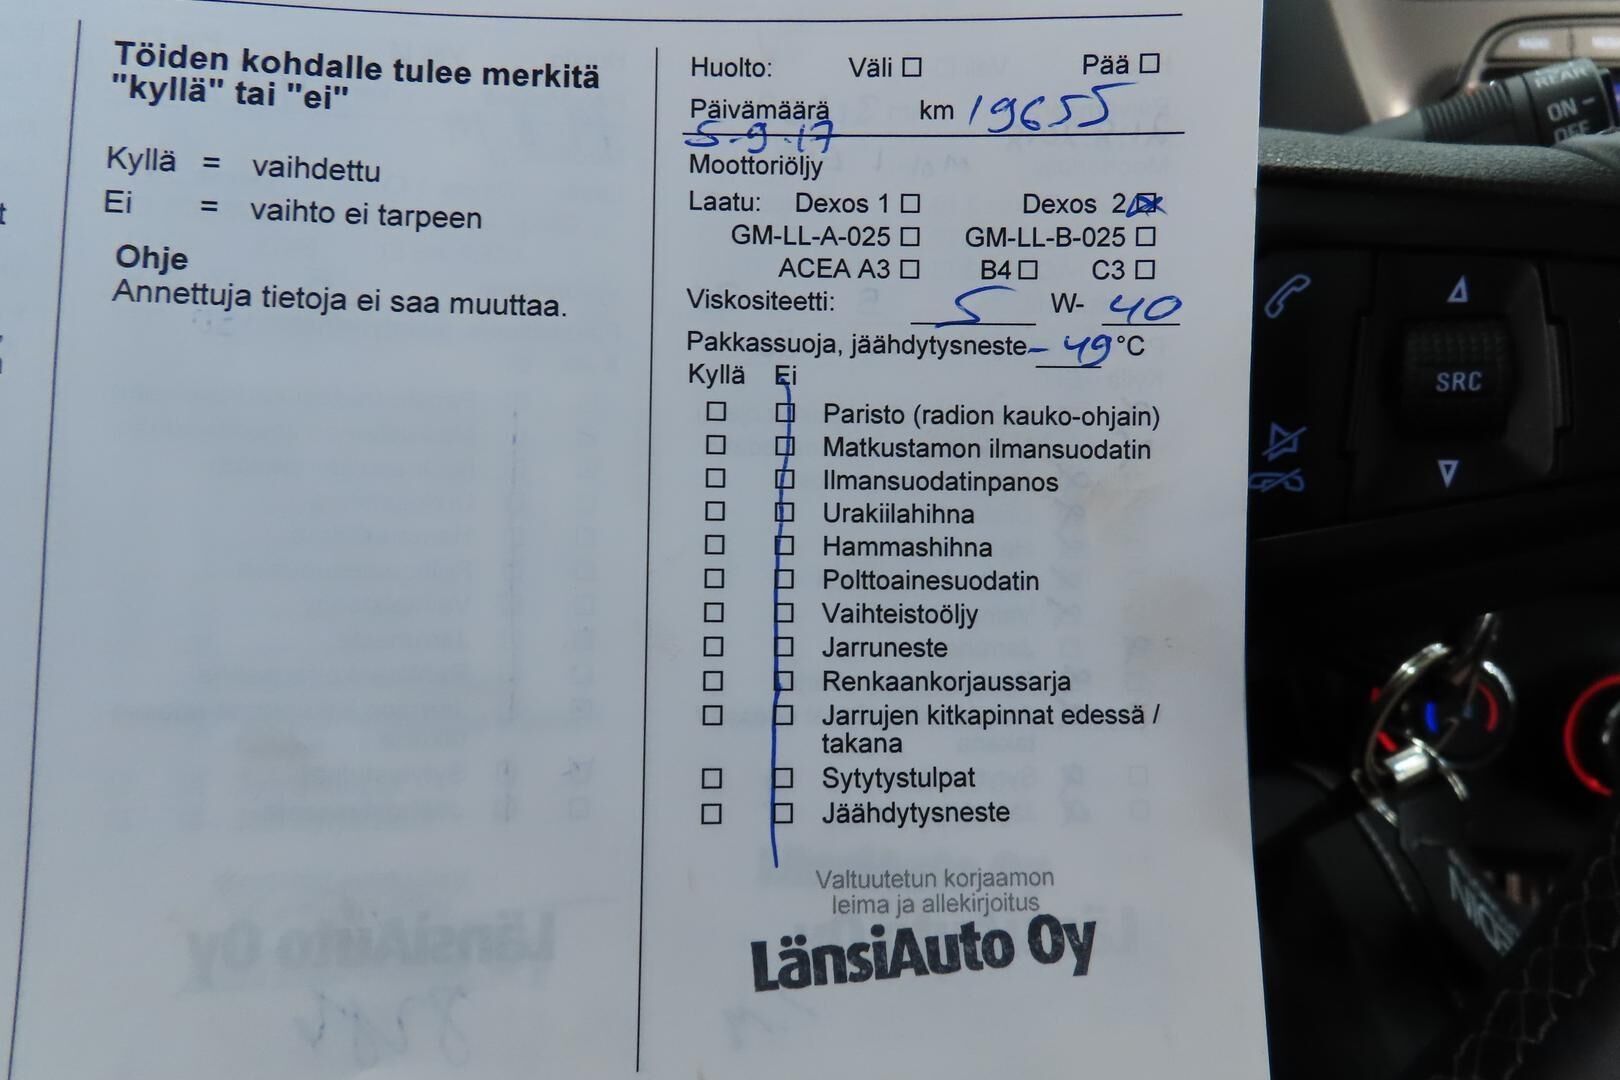 Töiden kohdalle tulee merkitä
"kyllä" tai "ei"
Kyllä = vaihdettu
Ei = vaihto ei tarpeen
Ohje
Annettuja tietoja ei saa muuttaa.
Huolto: Väli ☐ Pää ☐
Päivämäärä km 19655
5-9-17
Moottoriöljy
Laatu: Dexos 1 ☐ Dexos 2 ☒
GM-LL-A-025 ☐ GM-LL-B-025 ☐
ACEA A3 ☐ B4 ☐ C3 ☐
Viskositeetti: 5 W- 40
Pakkassuoja, jäähdytysneste - 49 °C
Kyllä Ei
☐ ☐ Paristo (radion kauko-ohjain)
☐ ☐ Matkustamon ilmansuodatin
☐ ☐ Ilmansuodatinpanos
☐ ☐ Urakiilahihna
☐ ☐ Hammashihna
☐ ☐ Polttoainesuodatin
☐ ☐ Vaihteistoöljy
☐ ☐ Jarruneste
☐ ☐ Renkaankorjaussarja
☐ ☐ Jarrujen kitkapinnat edessä /
takana
☐ ☐ Sytytystulpat
☐ ☐ Jäähdytysneste
Valtuutetun korjaamon
leima ja allekirjoitus
LänsiAuto Oy
REAR
ON
OFF
SRC